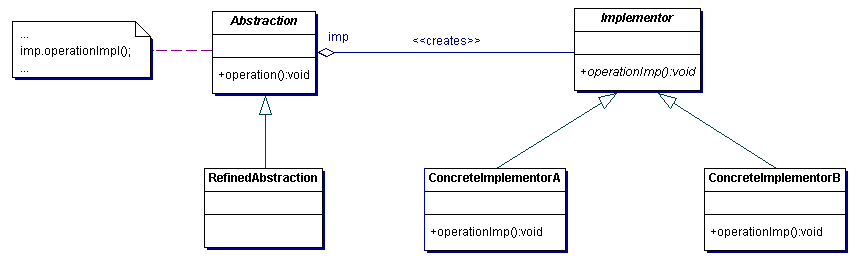 ...
imp.operationImpl();
...
Abstraction
+operation():void
imp
<<creates>>
Implementor
+operationImp():void
RefinedAbstraction
ConcreteImplementorA
+operationImp():void
ConcreteImplementorB
+operationImp():void